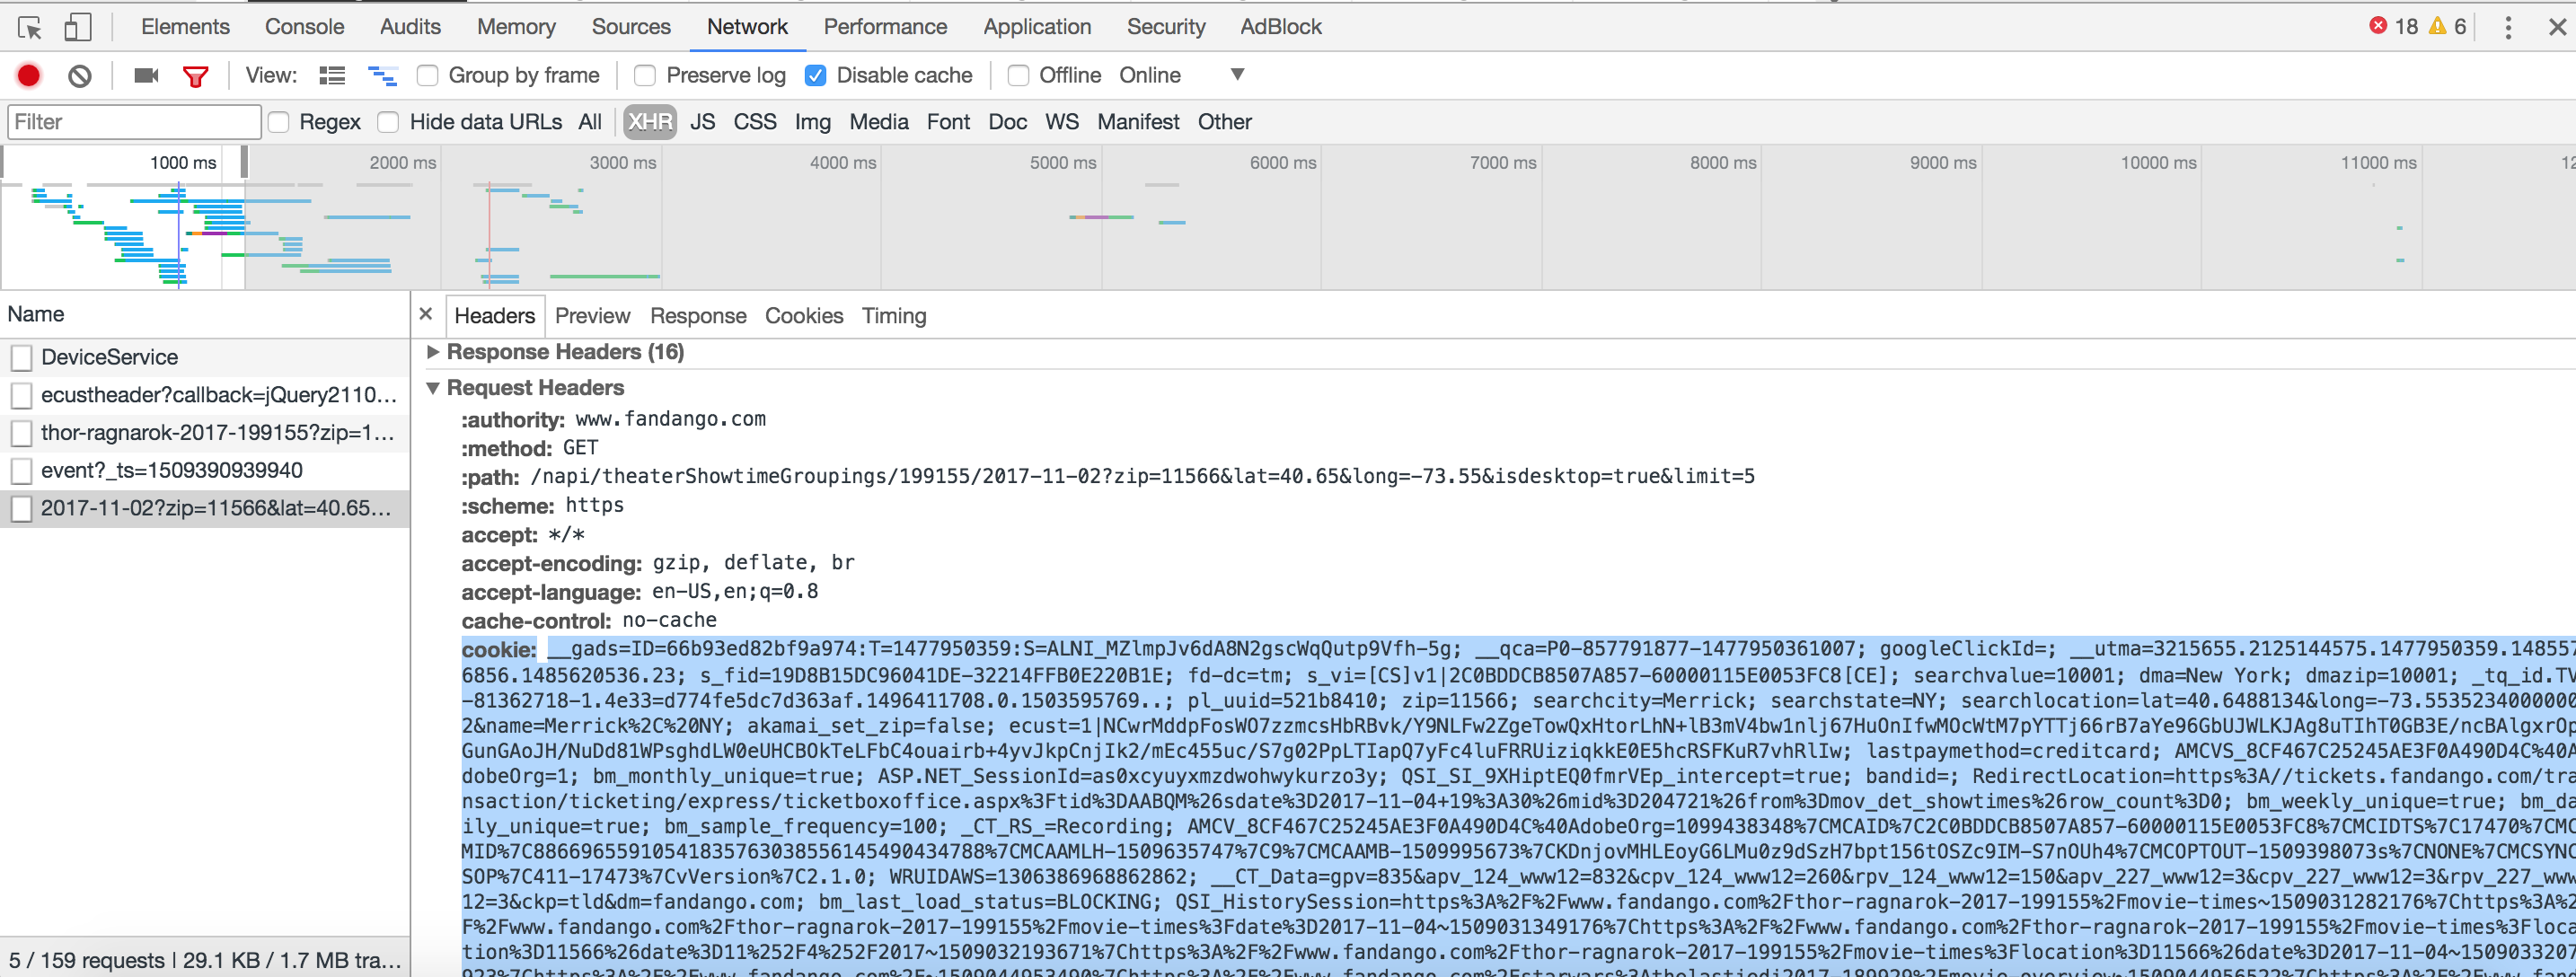 Elements Console Audits Memory Sources Network Performance Application Security AdBlock 18 6
View: Group by frame Preserve log Disable cache Offline Online
Filter Regex Hide data URLs All XHR JS CSS Img Media Font Doc WS Manifest Other
1000 ms 2000 ms 3000 ms 4000 ms 5000 ms 6000 ms 7000 ms 8000 ms 9000 ms 10000 ms 11000 ms 12
Name
DeviceService
ecustheader?callback=jQuery2110...
thor-ragnarok-2017-199155?zip=1...
event?_ts=1509390939940
2017-11-02?zip=11566&lat=40.65...
5 / 159 requests | 29.1 KB / 1.7 MB tra...
Headers Preview Response Cookies Timing
Response Headers (16)
Request Headers
:authority: www.fandango.com
:method: GET
:path: /napi/theaterShowtimeGroupings/199155/2017-11-02?zip=11566&lat=40.65&long=-73.55&isdesktop=true&limit=5
:scheme: https
accept: */*
accept-encoding: gzip, deflate, br
accept-language: en-US,en;q=0.8
cache-control: no-cache
cookie: __gads=ID=66b93ed82bf9a974:T=1477950359:S=ALNI_MZlmpJv6dA8N2gscWqQutp9Vfh-5g; __qca=P0-857791877-1477950361007; googleClickId=; __utma=3215655.2125144575.1477950359.148557
6856.1485620536.23; s_fid=19D8B15DC96041DE-32214FFB0E220B1E; fd-dc=tm; s_vi=[CS]v1|2C0BDDCB8507A857-60000115E0053FC8[CE]; searchvalue=10001; dma=New York; dmazip=10001; _tq_id.TV
-81362718-1.4e33=d774fe5dc7d363af.1496411708.0.1503595769..; pl_uuid=521b8410; zip=11566; searchcity=Merrick; searchstate=NY; searchlocation=lat=40.6488134&long=-73.5535234000000
2&name=Merrick%2C%20NY; akamai_set_zip=false; ecust=1|NCwrMddpFosWO7zzmcsHbRBvk/Y9NLFw2ZgeTowQxHtorLhN+lB3mV4bw1nlj67HuOnIfwMOcWtM7pYTTj66rB7aYe96GbUJWLKJAg8uTIhT0GB3E/ncBAlgxrOp
GunGAoJH/NuDd81WPsghdLW0eUHCBOkTeLFbC4ouairb+4yvJkpCnjIk2/mEc455uc/S7g02PpLTIapQ7yFc4luFRRUiziqkkE0E5hcRSFKuR7vhRlIw; lastpaymethod=creditcard; AMCVS_8CF467C25245AE3F0A490D4C%40A
dobeOrg=1; bm_monthly_unique=true; ASP.NET_SessionId=as0xcyuyxmzdwohwykurzo3y; QSI_SI_9XHiptEQ0fmrVEp_intercept=true; bandid=; RedirectLocation=https%3A//tickets.fandango.com/tra
nsaction/ticketing/express/ticketboxoffice.aspx%3Ftid%3DAABQM%26sdate%3D2017-11-04+19%3A30%26mid%3D204721%26from%3Dmov_det_showtimes%26row_count%3D0; bm_weekly_unique=true; bm_da
ily_unique=true; bm_sample_frequency=100; _CT_RS_=Recording; AMCV_8CF467C25245AE3F0A490D4C%40AdobeOrg=1099438348%7CMCAID%7C2C0BDDCB8507A857-60000115E0053FC8%7CMCIDTS%7C17470%7CMC
MID%7C88669655910541835763038556145490434788%7CMCAAMLH-1509635747%7C9%7CMCAAMB-1509995673%7CKDnjovMHLEoyG6LMu0z9dSzH7bpt156tOSZc9IM-S7nOUh4%7CMCOPTOUT-1509398073s%7CNONE%7CMCSYNC
SOP%7C411-17473%7CvVersion%7C2.1.0; WRUIDAWS=1306386968862862; __CT_Data=gpv=835&apv_124_www12=832&cpv_124_www12=260&rpv_124_www12=150&apv_227_www12=3&cpv_227_www12=3&rpv_227_www
12=3&ckp=tld&dm=fandango.com; bm_last_load_status=BLOCKING; QSI_HistorySession=https%3A%2F%2Fwww.fandango.com%2Fthor-ragnarok-2017-199155%2Fmovie-times~1509031282176%7Chttps%3A%2
F%2Fwww.fandango.com%2Fthor-ragnarok-2017-199155%2Fmovie-times%3Fdate%3D2017-11-04~1509031349176%7Chttps%3A%2F%2Fwww.fandango.com%2Fthor-ragnarok-2017-199155%2Fmovie-times%3Floca
tion%3D11566%26date%3D11%252F4%252F2017~1509032193671%7Chttps%3A%2F%2Fwww.fandango.com%2Fthor-ragnarok-2017-199155%2Fmovie-times%3Flocation%3D11566%26date%3D2017-11-04~1509033207